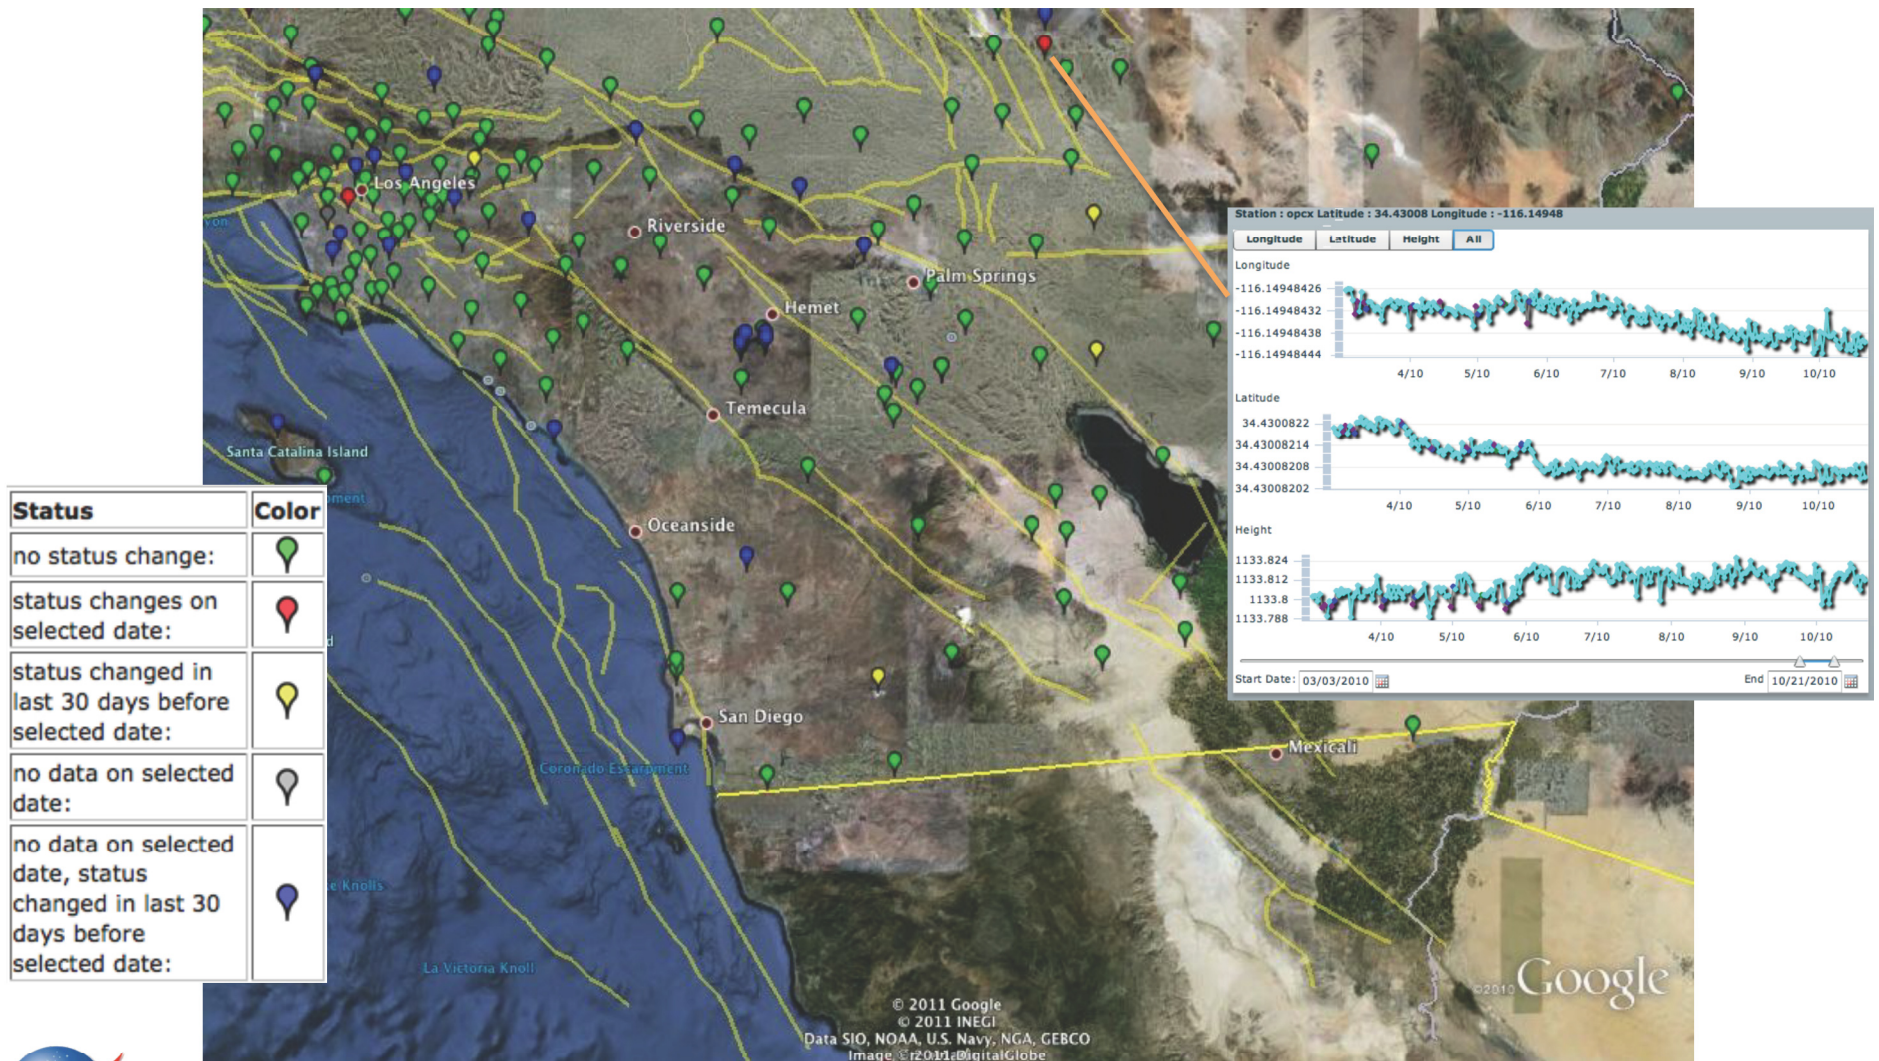 Los Angeles
Riverside
Palm Springs
Hemet
Temecula
Santa Catalina Island
Oceanside
San Diego
Coronado Escarpment
Mexicali
La Victoria Knoll
Status
Color
no status change:
status changes on
selected date:
status changed in
last 30 days before
selected date:
no data on selected
date:
no data on selected
date, status
changed in last 30
days before
selected date:
Station : opcx Latitude : 34.43008 Longitude : -116.14948
Longitude
Latitude
Height
All
Longitude
-116.14948426
-116.14948432
-116.14948438
-116.14948444
4/10 5/10 6/10 7/10 8/10 9/10 10/10
Latitude
34.4300822
34.43008214
34.43008208
34.43008202
4/10 5/10 6/10 7/10 8/10 9/10 10/10
Height
1133.824
1133.812
1133.8
1133.788
4/10 5/10 6/10 7/10 8/10 9/10 10/10
Start Date: 03/03/2010
End 10/21/2010
©2010 Google
© 2011 Google
© 2011 INEGI
Data SIO, NOAA, U.S. Navy, NGA, GEBCO
Image © 2011 DigitalGlobe